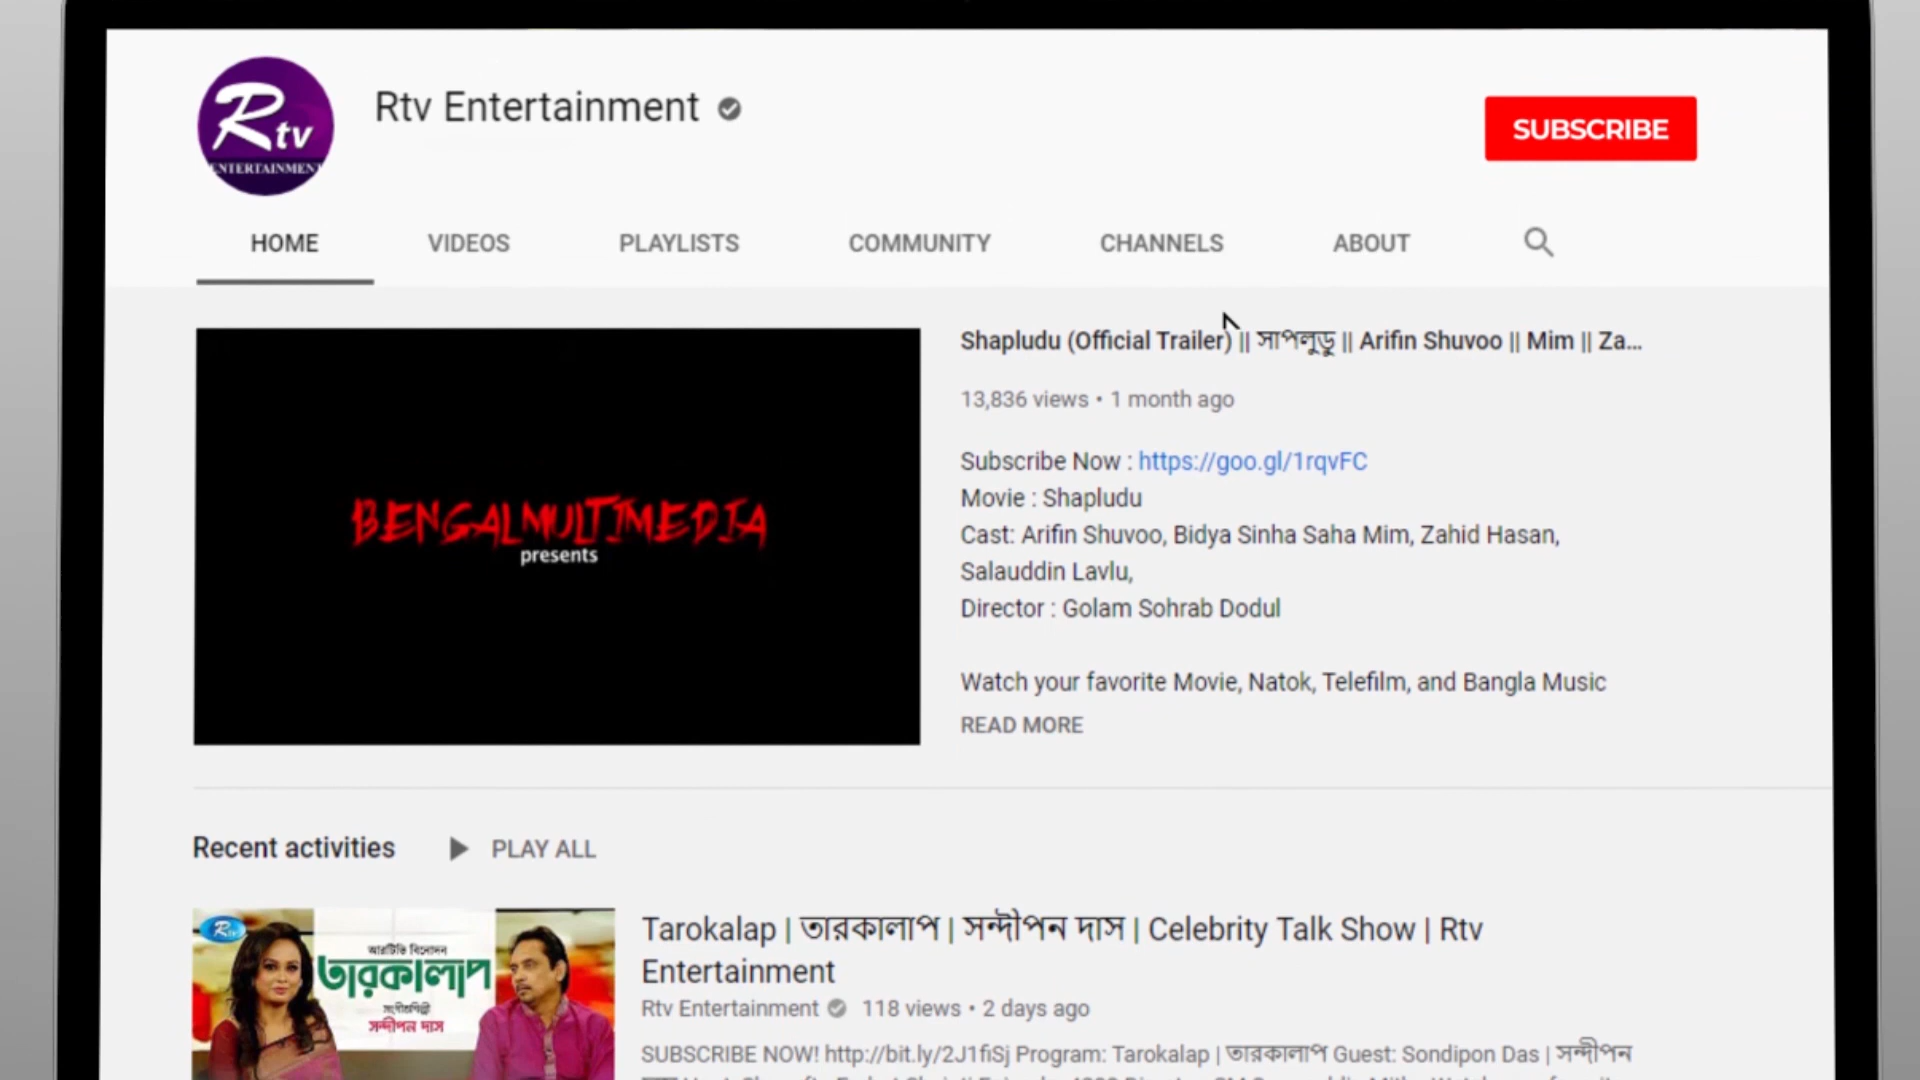 Rtv
ENTERTAINMENT
Rtv Entertainment
SUBSCRIBE
HOME
VIDEOS
PLAYLISTS
COMMUNITY
CHANNELS
ABOUT
BENGALMULTIMEDIA
presents
Shapludu (Official Trailer) || সাপলুডু || Arifin Shuvoo || Mim || Za...
13,836 views • 1 month ago
Subscribe Now : https://goo.gl/1rqvFC
Movie : Shapludu
Cast: Arifin Shuvoo, Bidya Sinha Saha Mim, Zahid Hasan,
Salauddin Lavlu,
Director : Golam Sohrab Dodul
Watch your favorite Movie, Natok, Telefilm, and Bangla Music
READ MORE
Recent activities
PLAY ALL
Rtv
আরটিভি বিনোদন
তারকালাপ
সংগীতশিল্পী
সন্দীপন দাস
Tarokalap | তারকালাপ | সন্দীপন দাস | Celebrity Talk Show | Rtv
Entertainment
Rtv Entertainment 118 views • 2 days ago
SUBSCRIBE NOW! http://bit.ly/2J1fiSj Program: Tarokalap | তারকালাপ Guest: Sondipon Das | সন্দীপন